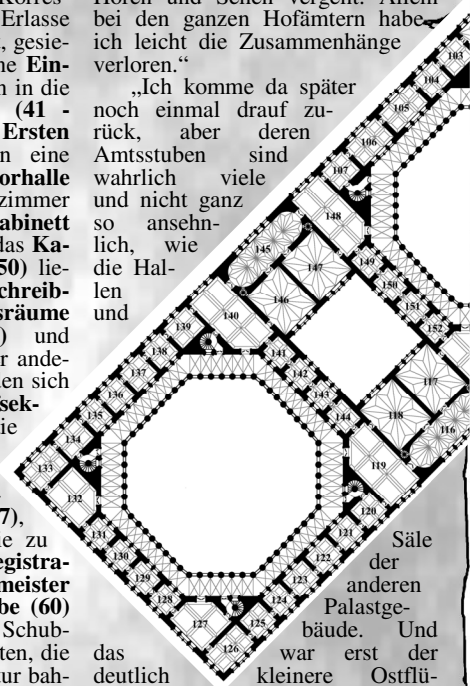 Korres-
Erlasse
, gesie-
ne Ein-
n in die
(41 -
Ersten
n eine
orhalle
zimmer
abinett
das Ka-
50) lie-
chreib-
sräume
) und
r ande-
den sich
sek-
ie
7),
ie zu
egistra-
meister
be (60)
Schub-
ten, die
tur bah-
Hören und Sehen vergeht. Allein
bei den ganzen Hofämtern habe
ich leicht die Zusammenhänge
verloren.“
„Ich komme da später
noch einmal drauf zu-
rück, aber deren
Amtsstuben sind
wahrlich viele
und nicht ganz
so ansehn-
lich, wie
die Hal-
len
und
Säle
der
anderen
Palastge-
bäude. Und
das war erst der
deutlich kleinere Ostflü-
103
104
105
106
107
148
145
147
146
149
150
151
152
140
139
138
137
136
135
134
133
132
131
130
129
128
127
126
125
124
123
122
121
120
119
118
117
116
141
142
143
144